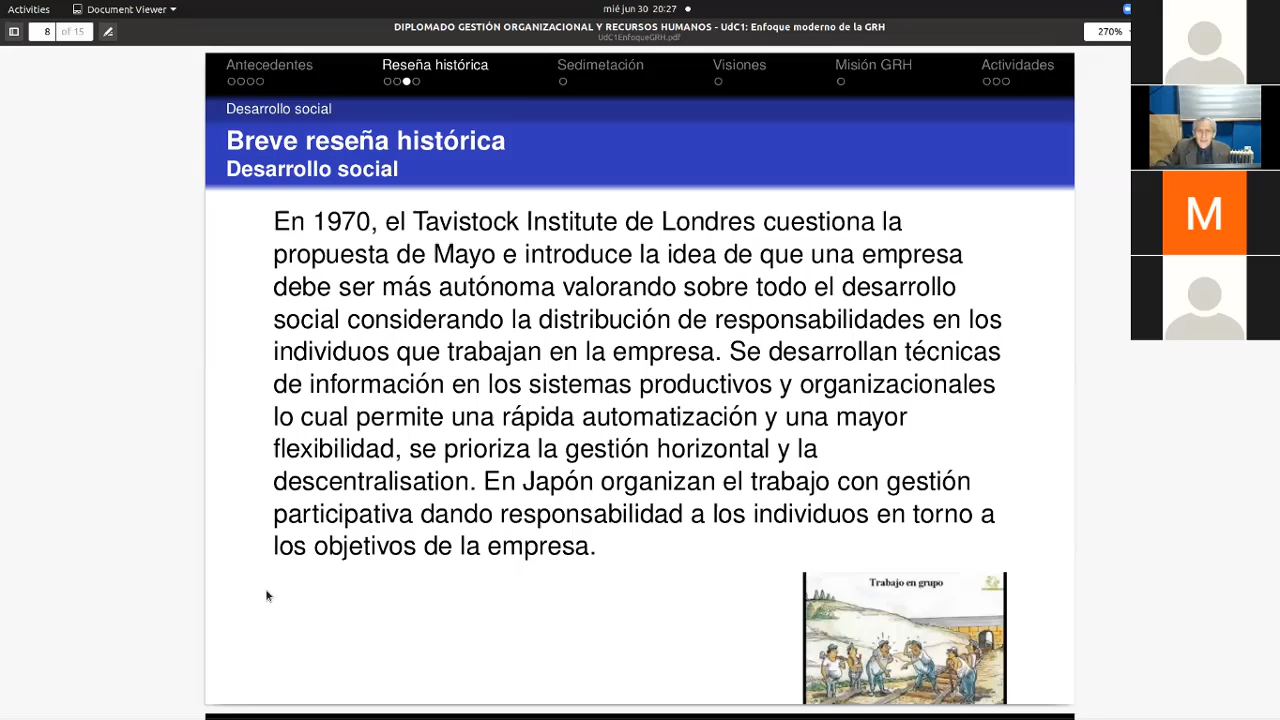 Activities
Document Viewer
mié jun 30 20:27
8 of 15
DIPLOMADO GESTIÓN ORGANIZACIONAL Y RECURSOS HUMANOS - UdC1: Enfoque moderno de la GRH
UdC1EnfoqueGRH.pdf
270%
Antecedentes Reseña histórica Sedimetación Visiones Misión GRH Actividades
Desarrollo social
Breve reseña histórica
Desarrollo social
En 1970, el Tavistock Institute de Londres cuestiona la
propuesta de Mayo e introduce la idea de que una empresa
debe ser más autónoma valorando sobre todo el desarrollo
social considerando la distribución de responsabilidades en los
individuos que trabajan en la empresa. Se desarrollan técnicas
de información en los sistemas productivos y organizacionales
lo cual permite una rápida automatización y una mayor
flexibilidad, se prioriza la gestión horizontal y la
descentralisation. En Japón organizan el trabajo con gestión
participativa dando responsabilidad a los individuos en torno a
los objetivos de la empresa.
Trabajo en grupo
M